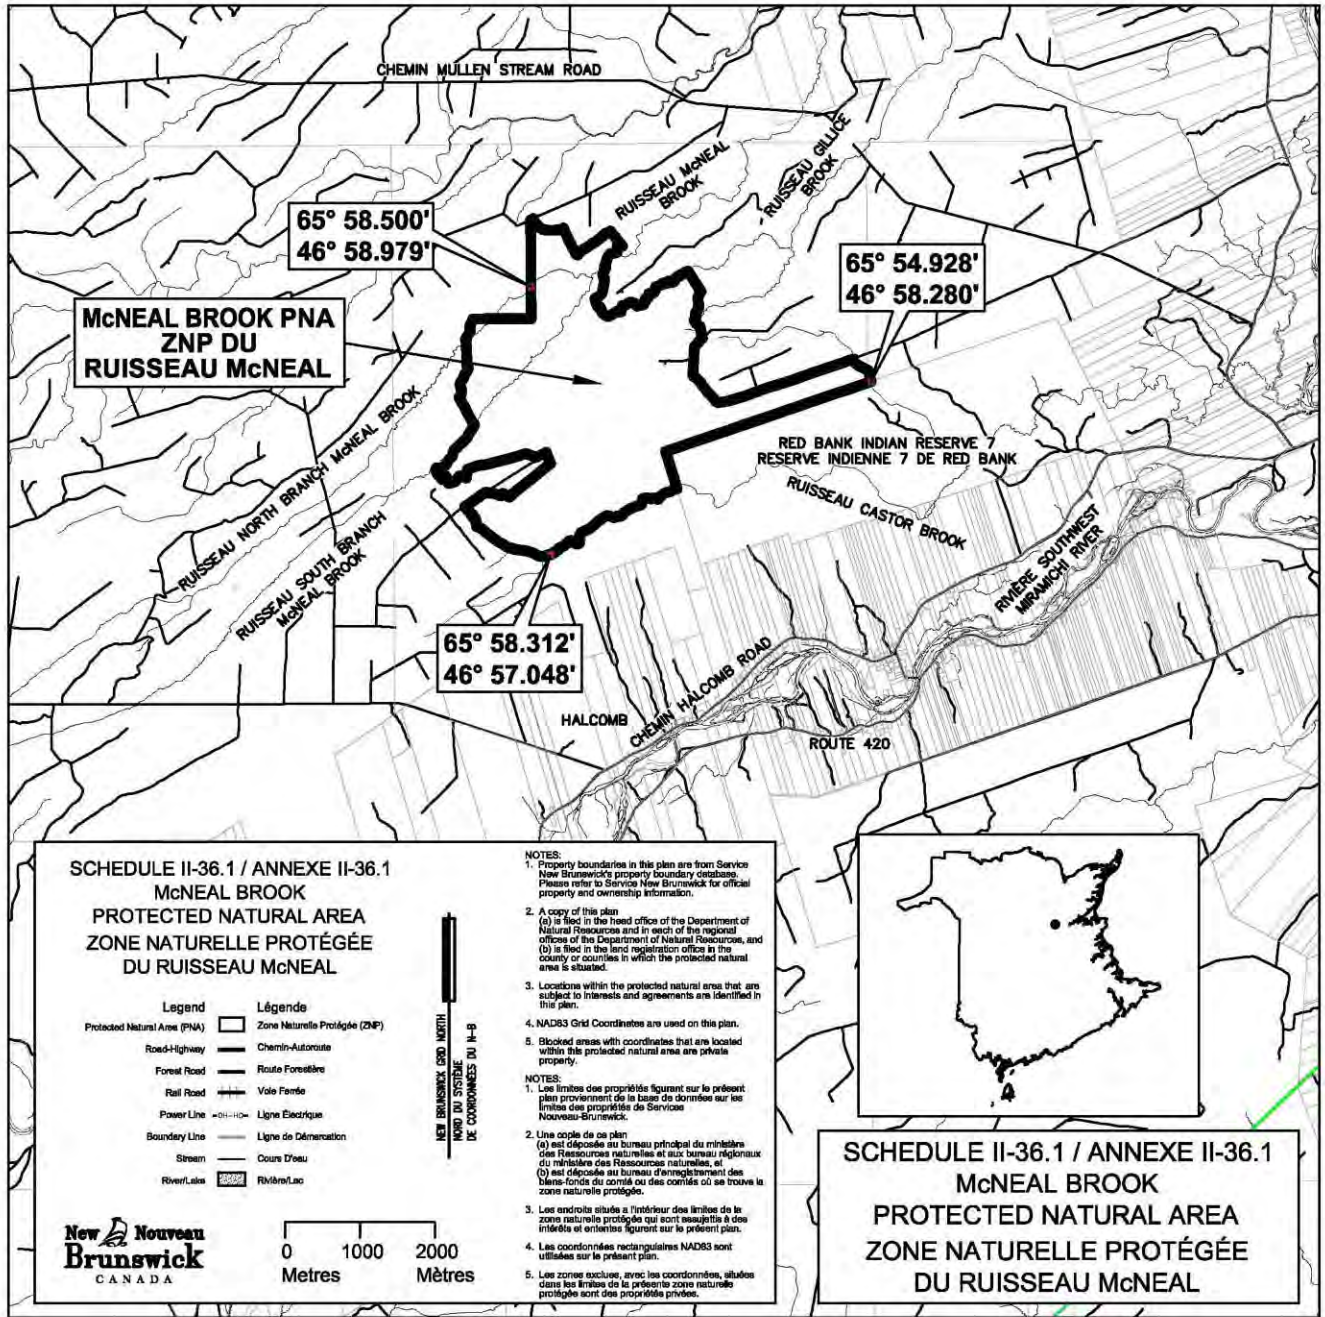 CHEMIN MULLEN STREAM ROAD
RUISSEAU McNEAL
BROOK
RUISSEAU GILLICE
BROOK
65° 58.500'
46° 58.979'
65° 54.928'
46° 58.280'
McNEAL BROOK PNA
ZNP DU
RUISSEAU McNEAL
RUISSEAU NORTH BRANCH McNEAL BROOK
RUISSEAU SOUTH BRANCH
McNEAL BROOK
RED BANK INDIAN RESERVE 7
RESERVE INDIENNE 7 DE RED BANK
RUISSEAU CASTOR BROOK
RIVIÈRE SOUTHWEST
MIRAMICHI RIVER
65° 58.312'
46° 57.048'
HALCOMB
CHEMIN HALCOMB ROAD
ROUTE 420
SCHEDULE II-36.1 / ANNEXE II-36.1
McNEAL BROOK
PROTECTED NATURAL AREA
ZONE NATURELLE PROTÉGÉE
DU RUISSEAU McNEAL
Legend Légende
Protected Natural Area (PNA) Zone Naturelle Protégée (ZNP)
Road-Highway Chemin-Autoroute
Forest Road Route Forestière
Rail Road Voie Ferrée
Power Line Ligne Électrique
Boundary Line Ligne de Démarcation
Stream Cours D'eau
River/Lake Rivière/Lac
NEW BRUNSWICK GRID NORTH
NORD DU SYSTÈME
DE COORDONNÉES DU N-B
New Nouveau
Brunswick
CANADA
0 1000 2000
Metres Mètres
NOTES:
1. Property boundaries in this plan are from Service
New Brunswick's property boundary database.
Please refer to Service New Brunswick for official
property and ownership information.
2. A copy of this plan
(a) is filed in the head office of the Department of
Natural Resources and in each of the regional
offices of the Department of Natural Resources, and
(b) is filed in the land registration office in the
county or counties in which the protected natural
area is situated.
3. Locations within the protected natural area that are
subject to interests and agreements are identified in
this plan.
4. NAD83 Grid Coordinates are used on this plan.
5. Blocked areas with coordinates that are located
within this protected natural area are private
property.
NOTES:
1. Les limites des propriétés figurant sur le présent
plan proviennent de la base de données sur les
limites des propriétés de Services
Nouveau-Brunswick.
2. Une copie de ce plan
(a) est déposée au bureau principal du ministère
des Ressources naturelles et aux bureau régionaux
du ministère des Ressources naturelles, et
(b) est déposée au bureau d'enregistrement des
biens-fonds du comté ou des comtés où se trouve la
zone naturelle protégée.
3. Les endroits situés a l'intérieur des limites de la
zone naturelle protégée qui sont assujettis à des
intérêts et ententes figurent sur le présent plan.
4. Les coordonnées rectangulaires NAD83 sont
utilisées sur le présent plan.
5. Les zones exclues, avec les coordonnées, situées
dans les limites de la présente zone naturelle
protégée sont des propriétés privées.
SCHEDULE II-36.1 / ANNEXE II-36.1
McNEAL BROOK
PROTECTED NATURAL AREA
ZONE NATURELLE PROTÉGÉE
DU RUISSEAU McNEAL